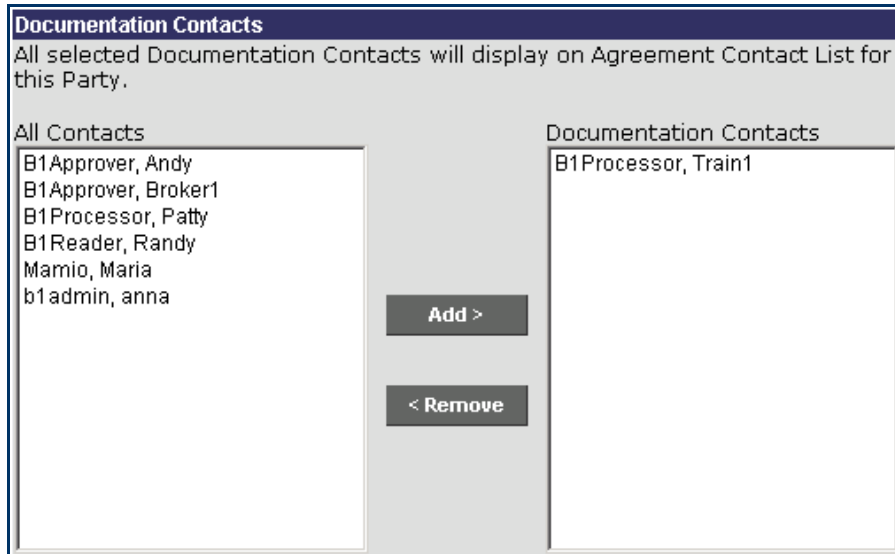 Documentation Contacts
All selected Documentation Contacts will display on Agreement Contact List for
this Party.
All Contacts
B1Approver, Andy
B1Approver, Broker1
B1Processor, Patty
B1Reader, Randy
Mamio, Maria
b1admin, anna
Add >
< Remove
Documentation Contacts
B1Processor, Train1